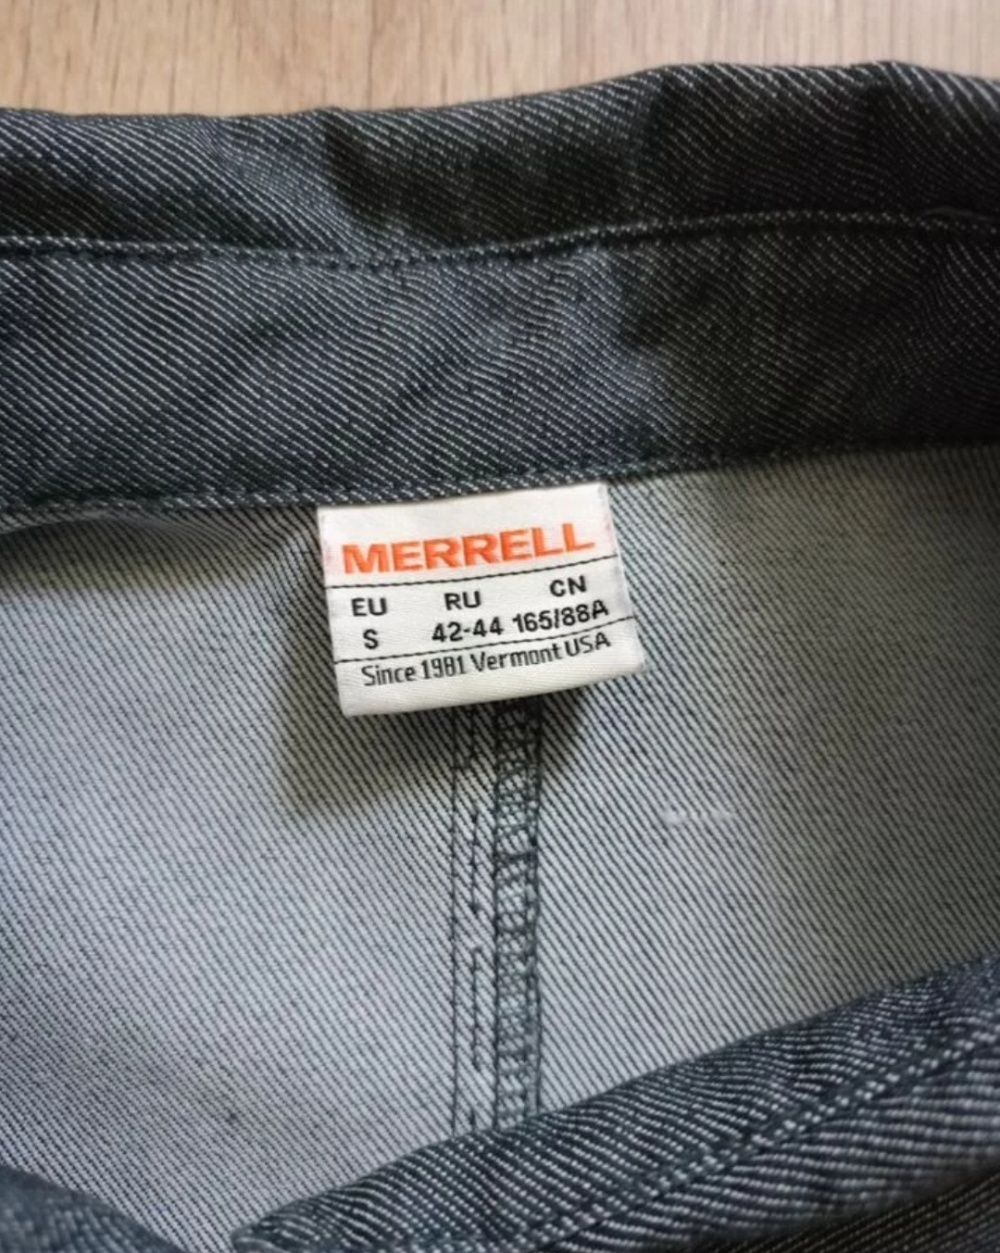 MERRELL
EU RU CN
S 42-44 165/88A
Since 1981 Vermont USA